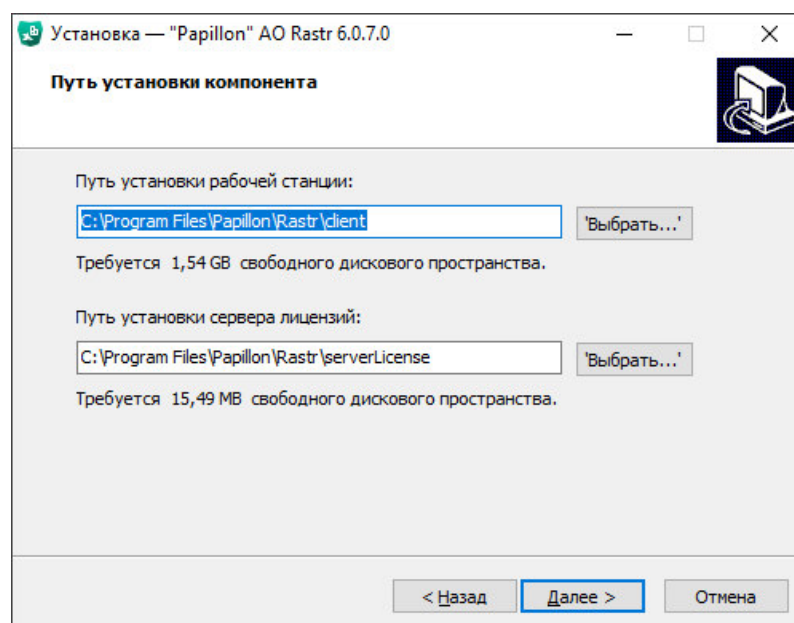 Установка — "Papillon" AO Rastr 6.0.7.0
Путь установки компонента
Путь установки рабочей станции:
C:\Program Files\Papillon\Rastr\client
'Выбрать...'
Требуется 1,54 GB свободного дискового пространства.
Путь установки сервера лицензий:
C:\Program Files\Papillon\Rastr\serverLicense
'Выбрать...'
Требуется 15,49 MB свободного дискового пространства.
< Назад
Далее >
Отмена